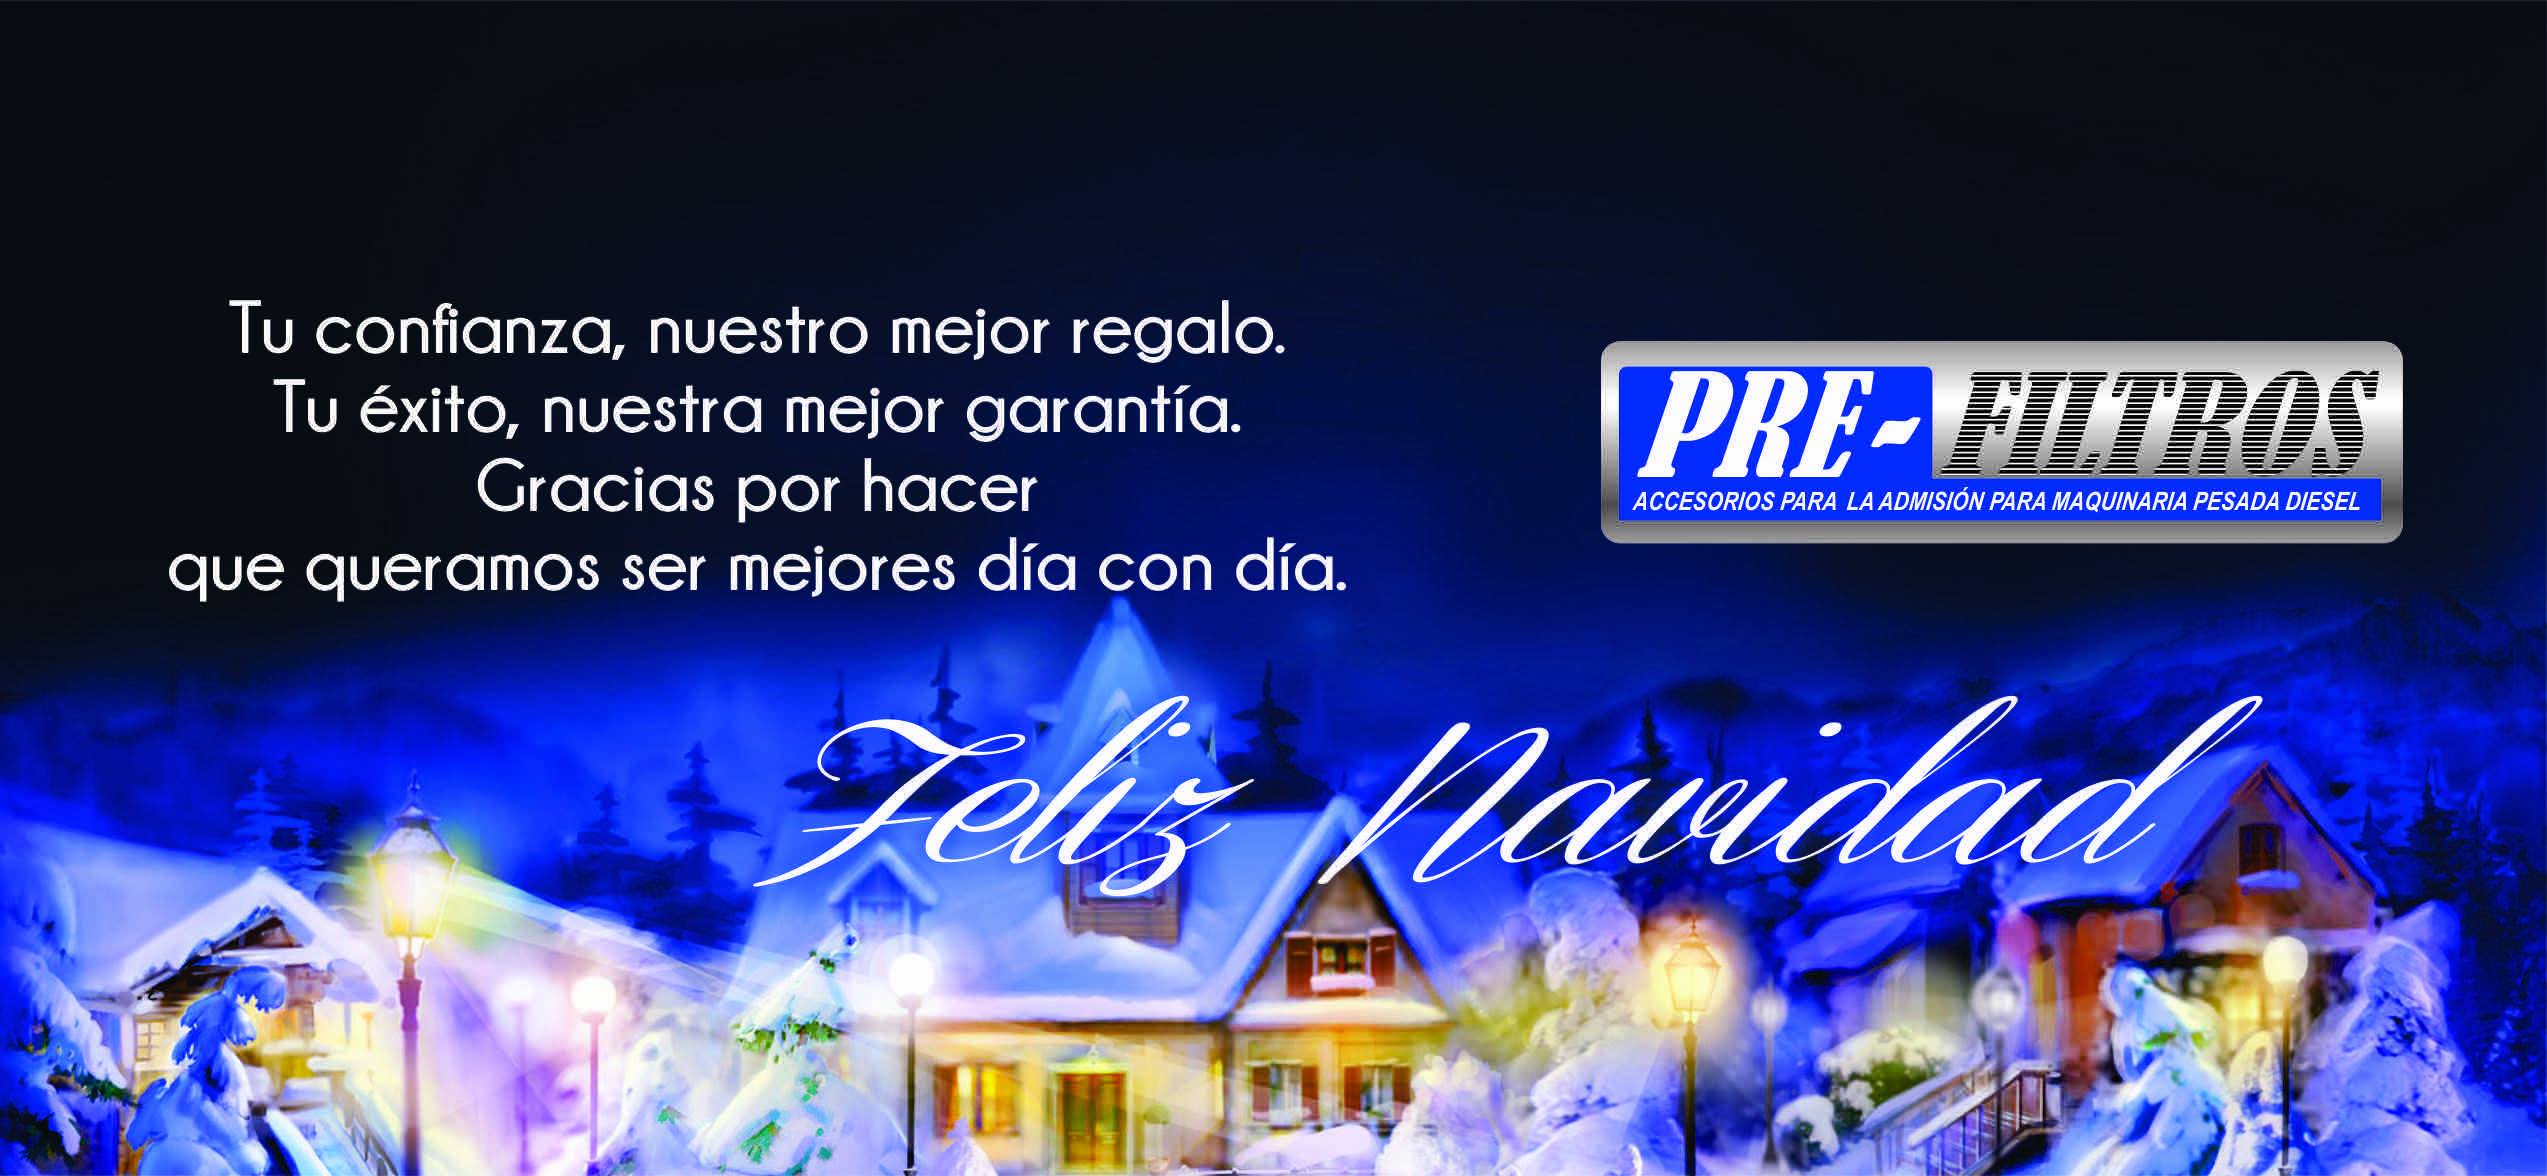 Tu confianza, nuestro mejor regalo.
Tu éxito, nuestra mejor garantía.
Gracias por hacer
que queramos ser mejores día con día.
PRE-FILTROS
ACCESORIOS PARA LA ADMISIÓN PARA MAQUINARIA PESADA DIESEL
Feliz Navidad